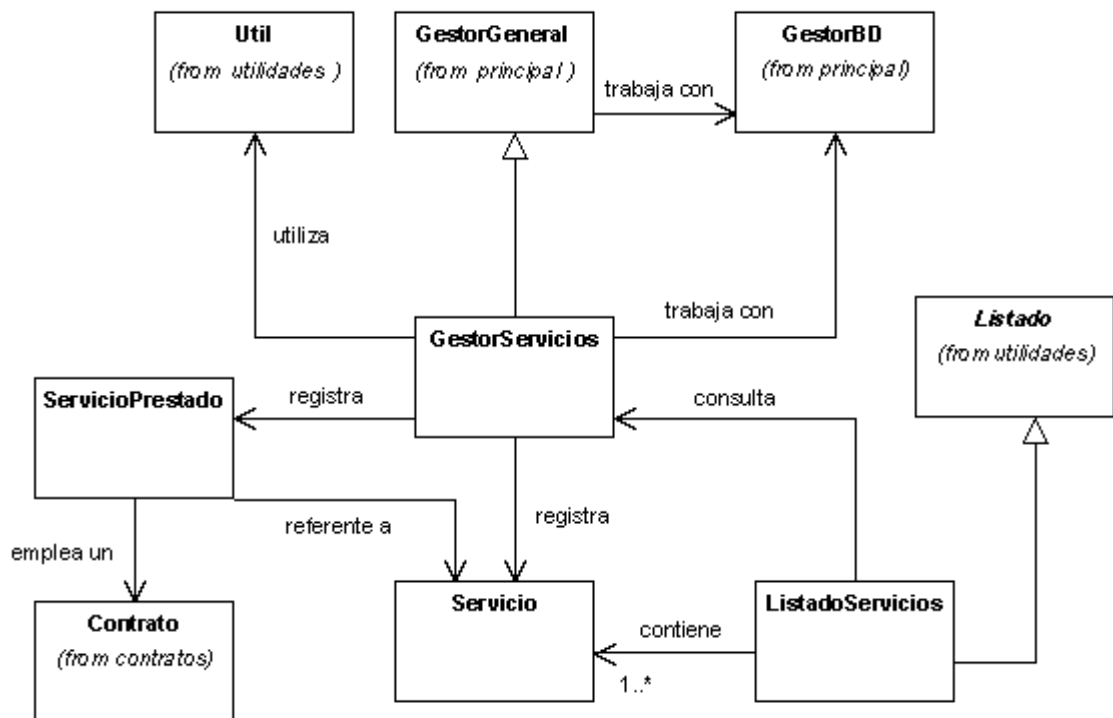 Util
(from utilidades )
GestorGeneral
(from principal )
GestorBD
(from principal)
trabaja con
utiliza
GestorServicios
trabaja con
Listado
(from utilidades)
ServicioPrestado
registra
consulta
referente a
registra
emplea un
Contrato
(from contratos)
Servicio
contiene
1..*
ListadoServicios